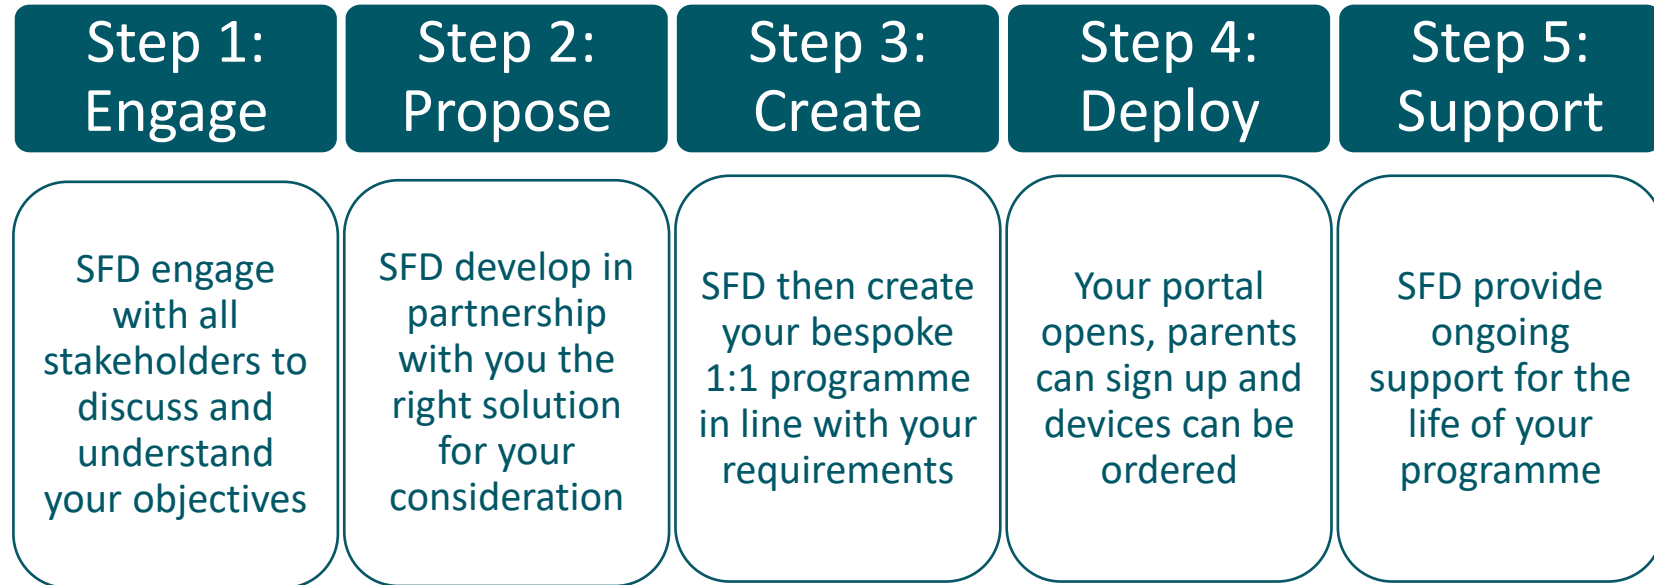 Step 1:
Engage
Step 2:
Propose
Step 3:
Create
Step 4:
Deploy
Step 5:
Support
SFD engage
with all
stakeholders to
discuss and
understand
your objectives
SFD develop in
partnership
with you the
right solution
for your
consideration
SFD then create
your bespoke
1:1 programme
in line with your
requirements
Your portal
opens, parents
can sign up and
devices can be
ordered
SFD provide
ongoing
support for the
life of your
programme